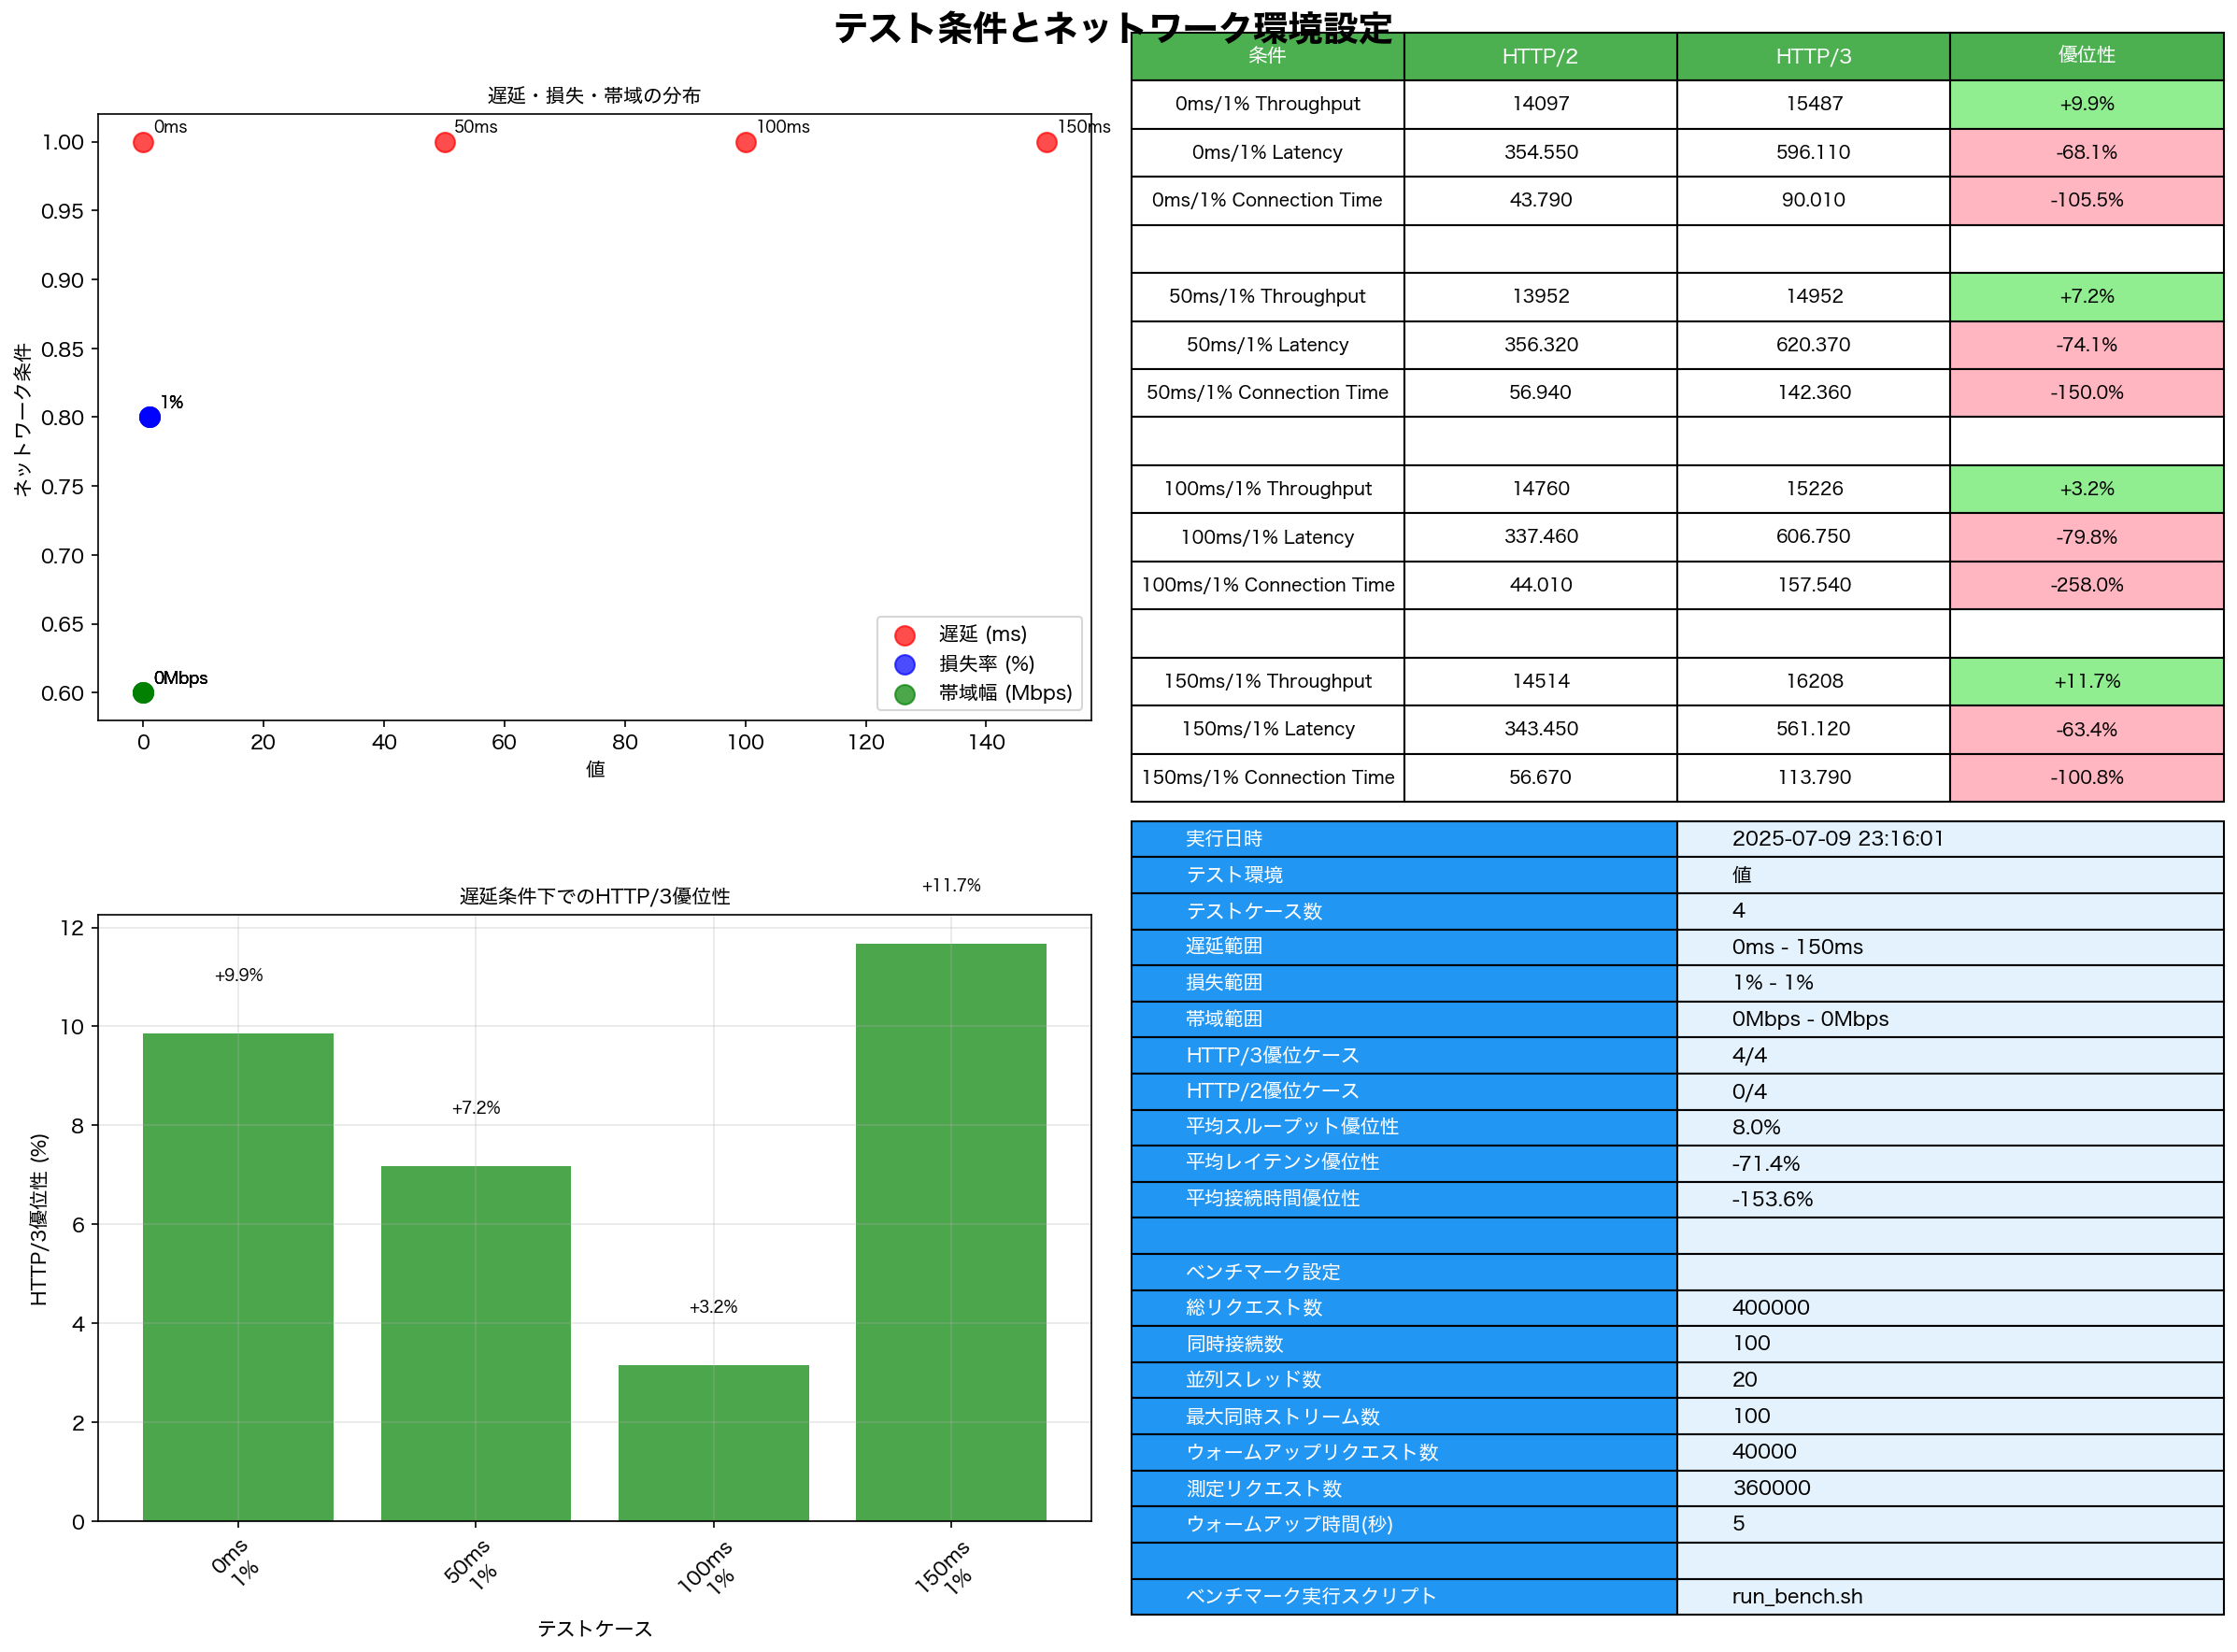 テスト条件とネットワーク環境設定
遅延・損失・帯域の分布
ネットワーク条件
1.00
0.95
0.90
0.85
0.80
0.75
0.70
0.65
0.60
0ms
50ms
100ms
150ms
1%
0Mbps
遅延 (ms)
損失率 (%)
帯域幅 (Mbps)
0 20 40 60 80 100 120 140
値
条件 HTTP/2 HTTP/3 優位性
0ms/1% Throughput 14097 15487 +9.9%
0ms/1% Latency 354.550 596.110 -68.1%
0ms/1% Connection Time 43.790 90.010 -105.5%
50ms/1% Throughput 13952 14952 +7.2%
50ms/1% Latency 356.320 620.370 -74.1%
50ms/1% Connection Time 56.940 142.360 -150.0%
100ms/1% Throughput 14760 15226 +3.2%
100ms/1% Latency 337.460 606.750 -79.8%
100ms/1% Connection Time 44.010 157.540 -258.0%
150ms/1% Throughput 14514 16208 +11.7%
150ms/1% Latency 343.450 561.120 -63.4%
150ms/1% Connection Time 56.670 113.790 -100.8%
遅延条件下でのHTTP/3優位性
HTTP/3優位性 (%)
12
10
8
6
4
2
0
+9.9%
+7.2%
+3.2%
+11.7%
0ms
1%
50ms
1%
100ms
1%
150ms
1%
テストケース
実行日時 2025-07-09 23:16:01
テスト環境 値
テストケース数 4
遅延範囲 0ms - 150ms
損失範囲 1% - 1%
帯域範囲 0Mbps - 0Mbps
HTTP/3優位ケース 4/4
HTTP/2優位ケース 0/4
平均スループット優位性 8.0%
平均レイテンシ優位性 -71.4%
平均接続時間優位性 -153.6%
ベンチマーク設定
総リクエスト数 400000
同時接続数 100
並列スレッド数 20
最大同時ストリーム数 100
ウォームアップリクエスト数 40000
測定リクエスト数 360000
ウォームアップ時間(秒) 5
ベンチマーク実行スクリプト run_bench.sh